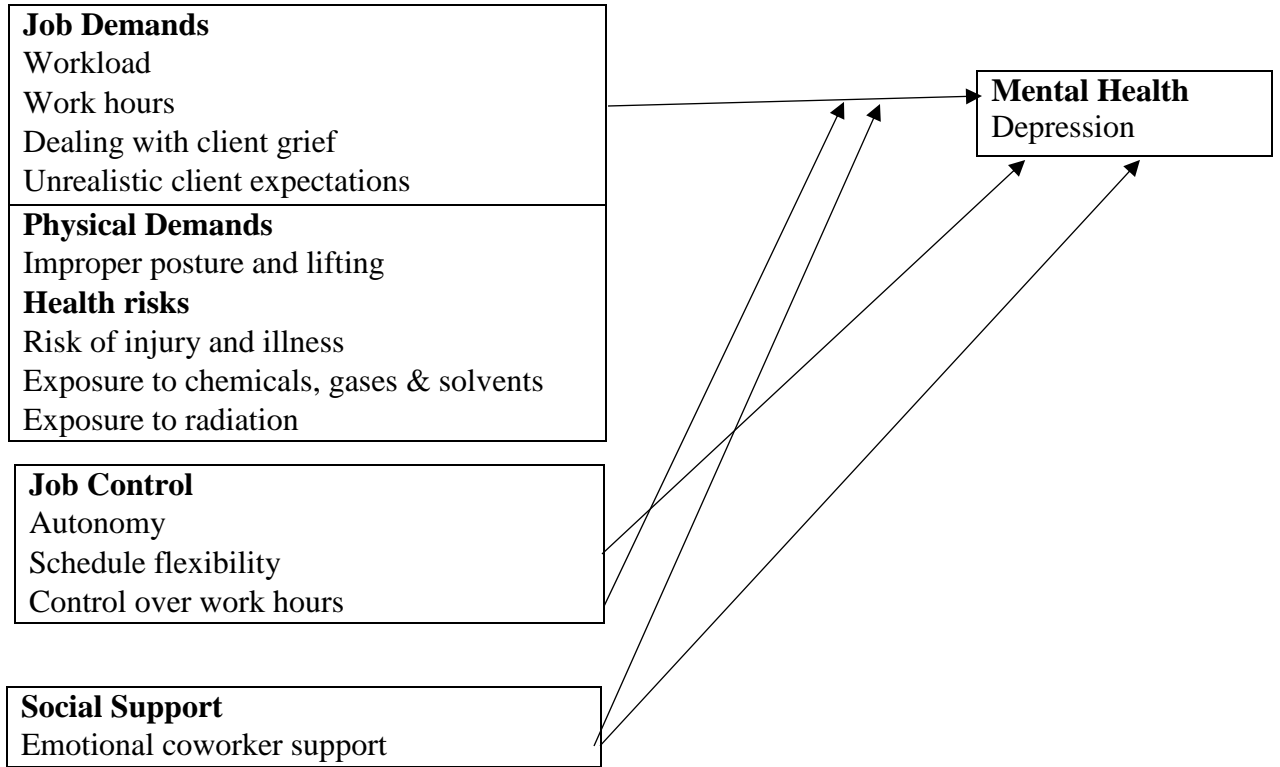 Job Demands
Workload
Work hours
Dealing with client grief
Unrealistic client expectations
Physical Demands
Improper posture and lifting
Health risks
Risk of injury and illness
Exposure to chemicals, gases & solvents
Exposure to radiation
Job Control
Autonomy
Schedule flexibility
Control over work hours
Social Support
Emotional coworker support
Mental Health
Depression